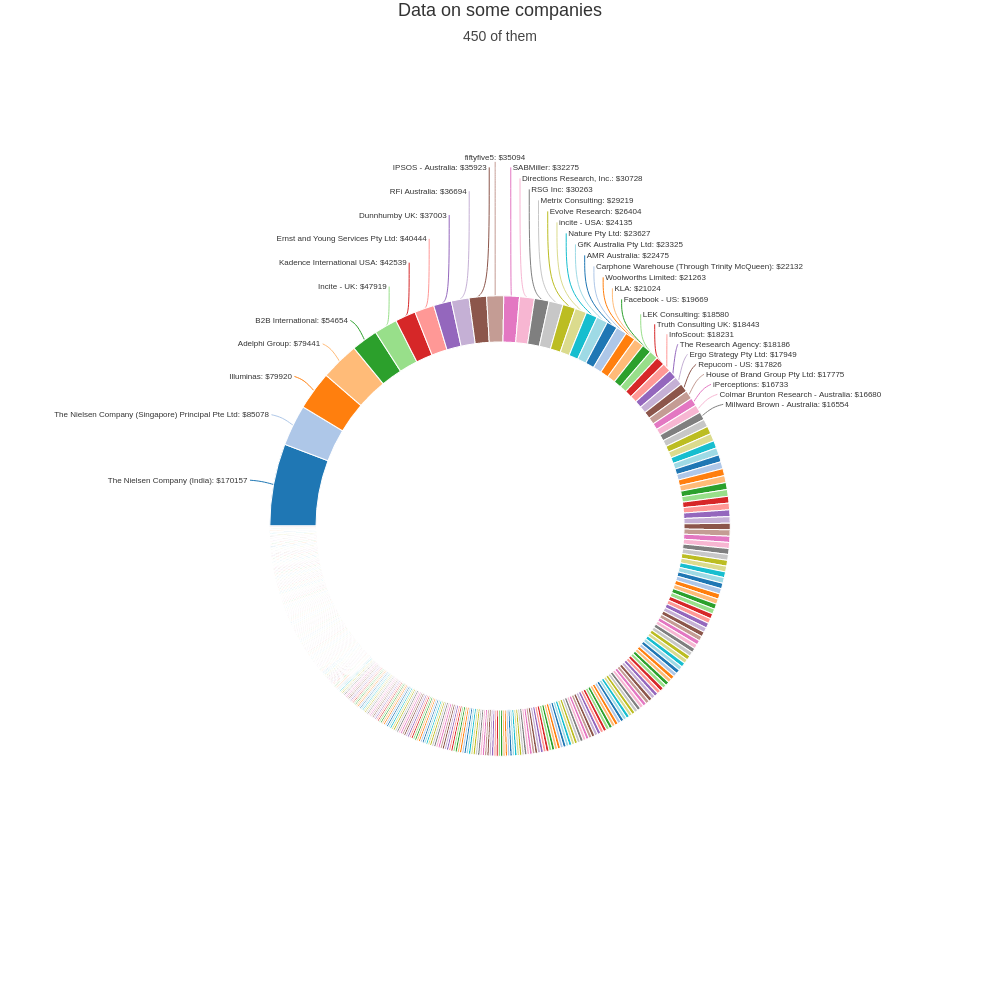 Data on some companies
450 of them
fiftyfive5: $35094
IPSOS - Australia: $35923
SABMiller: $32275
Directions Research, Inc.: $30728
RFi Australia: $36694
RSG Inc: $30263
Metrix Consulting: $29219
Dunnhumby UK: $37003
Evolve Research: $26404
incite - USA: $24135
Ernst and Young Services Pty Ltd: $40444
Nature Pty Ltd: $23627
GfK Australia Pty Ltd: $23325
AMR Australia: $22475
Kadence International USA: $42539
Carphone Warehouse (Through Trinity McQueen): $22132
Woolworths Limited: $21263
Incite - UK: $47919
KLA: $21024
Facebook - US: $19669
B2B International: $54654
LEK Consulting: $18580
Truth Consulting UK: $18443
InfoScout: $18231
Adelphi Group: $79441
The Research Agency: $18186
Ergo Strategy Pty Ltd: $17949
Repucom - US: $17826
Illuminas: $79920
House of Brand Group Pty Ltd: $17775
iPerceptions: $16733
Colmar Brunton Research - Australia: $16680
Millward Brown - Australia: $16554
The Nielsen Company (Singapore) Principal Pte Ltd: $85078
The Nielsen Company (India): $170157